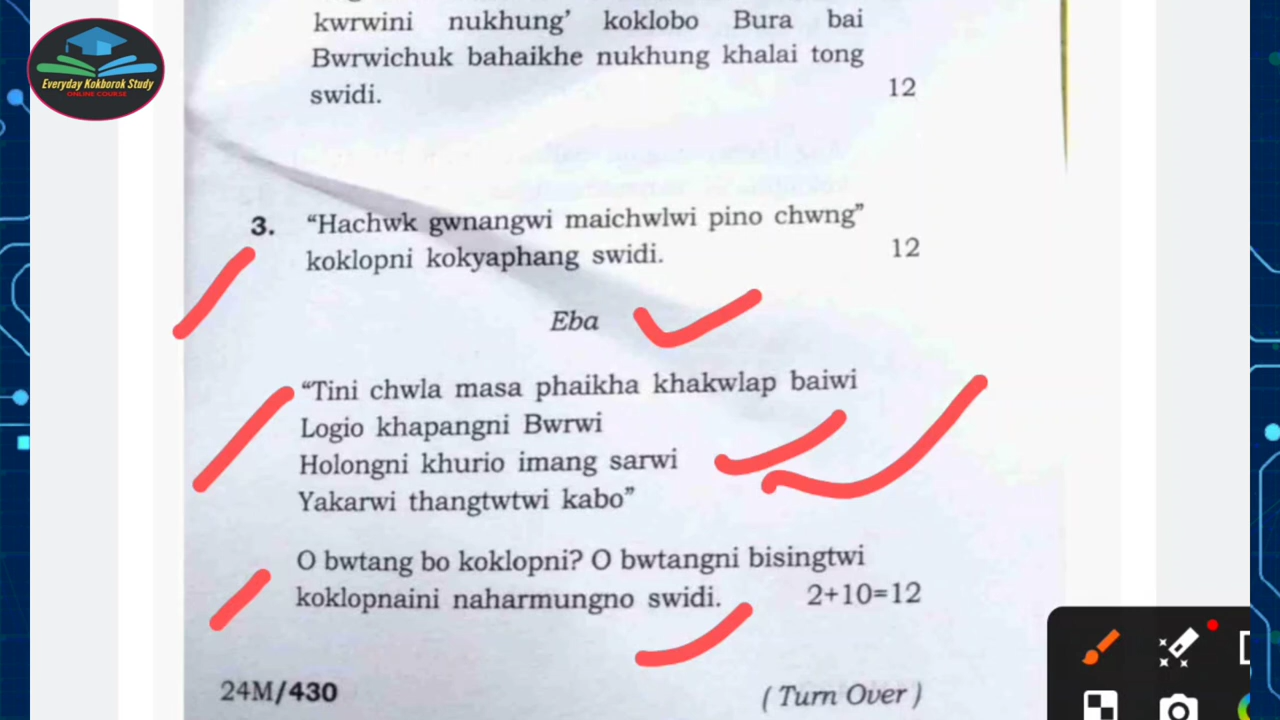 kwrwini nukhung’ koklobo Bura bai
Bwrwichuk bahaikhe nukhung khalai tong
swidi. 12
Everyday Kokborok Study
ONLINE COURSE
3. “Hachwk gwnangwi maichwlwi pino chwng”
koklopni kokyaphang swidi. 12
Eba
“Tini chwla masa phaikha khakwlap baiwi
Logio khapangni Bwrwi
Holongni khurio imang sarwi
Yakarwi thangtwtwi kabo”
O bwtang bo koklopni? O bwtangni bisingtwi
koklopnaini naharmungno swidi. 2+10=12
24M/430 ( Turn Over )